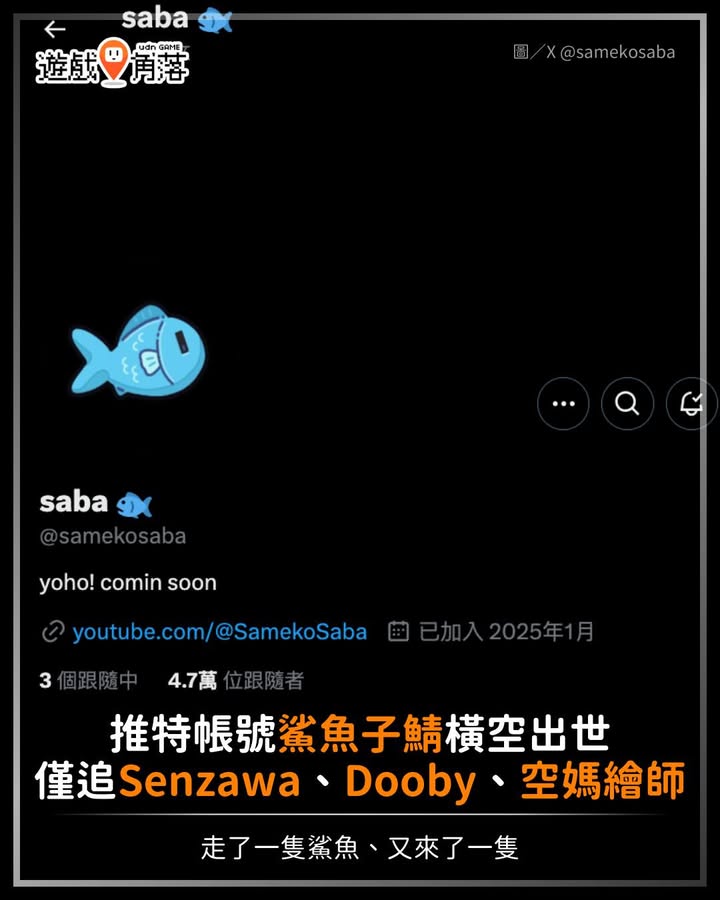 saba
udn GAME
遊戲角落
圖／X @samekosaba
saba
@samekosaba
yoho! comin soon
youtube.com/@SamekoSaba 已加入 2025年1月
3 個跟隨中 4.7萬 位跟隨者
推特帳號鯊魚子鯖橫空出世
僅追Senzawa、Dooby、空媽繪師
走了一隻鯊魚、又來了一隻